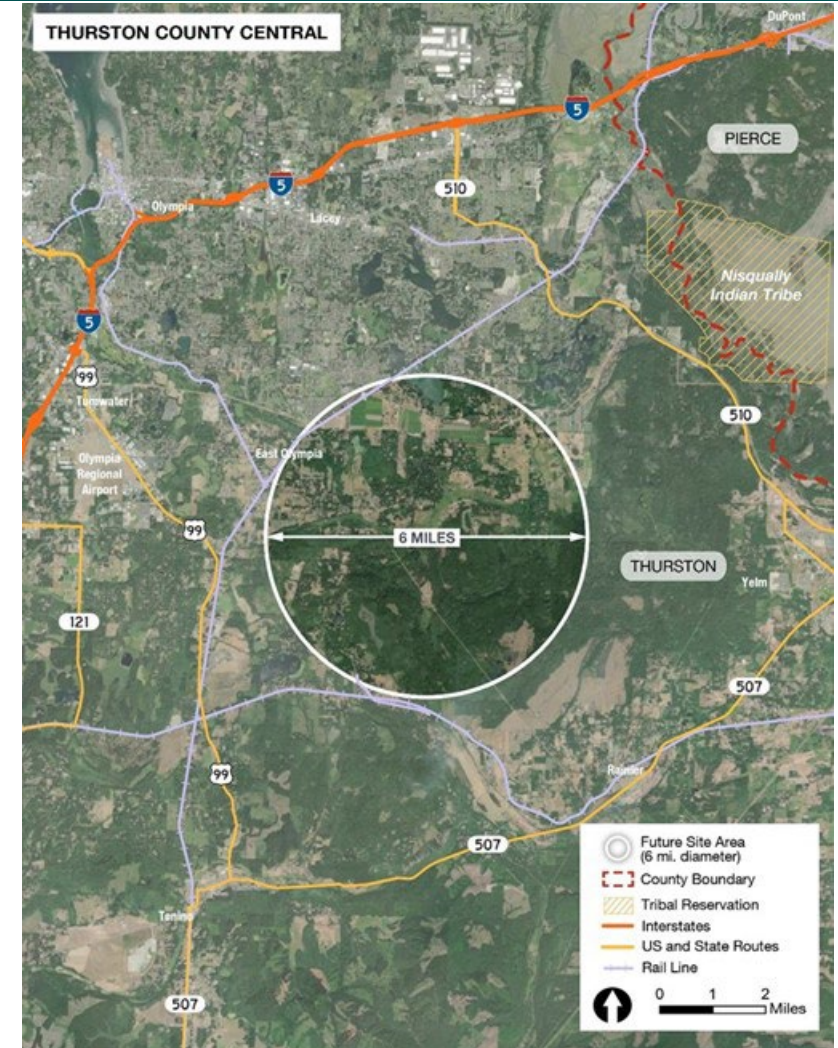 THURSTON COUNTY CENTRAL
DuPont
5
PIERCE
510
5
Olympia
Lacey
Nisqually
Indian Tribe
5
99
Tumwater
510
East Olympia
Olympia
Regional
Airport
99
6 MILES
THURSTON
Yelm
121
507
99
Rainier
507
Tenino
507
Future Site Area
(6 mi. diameter)
County Boundary
Tribal Reservation
Interstates
US and State Routes
Rail Line
0 1 2
Miles